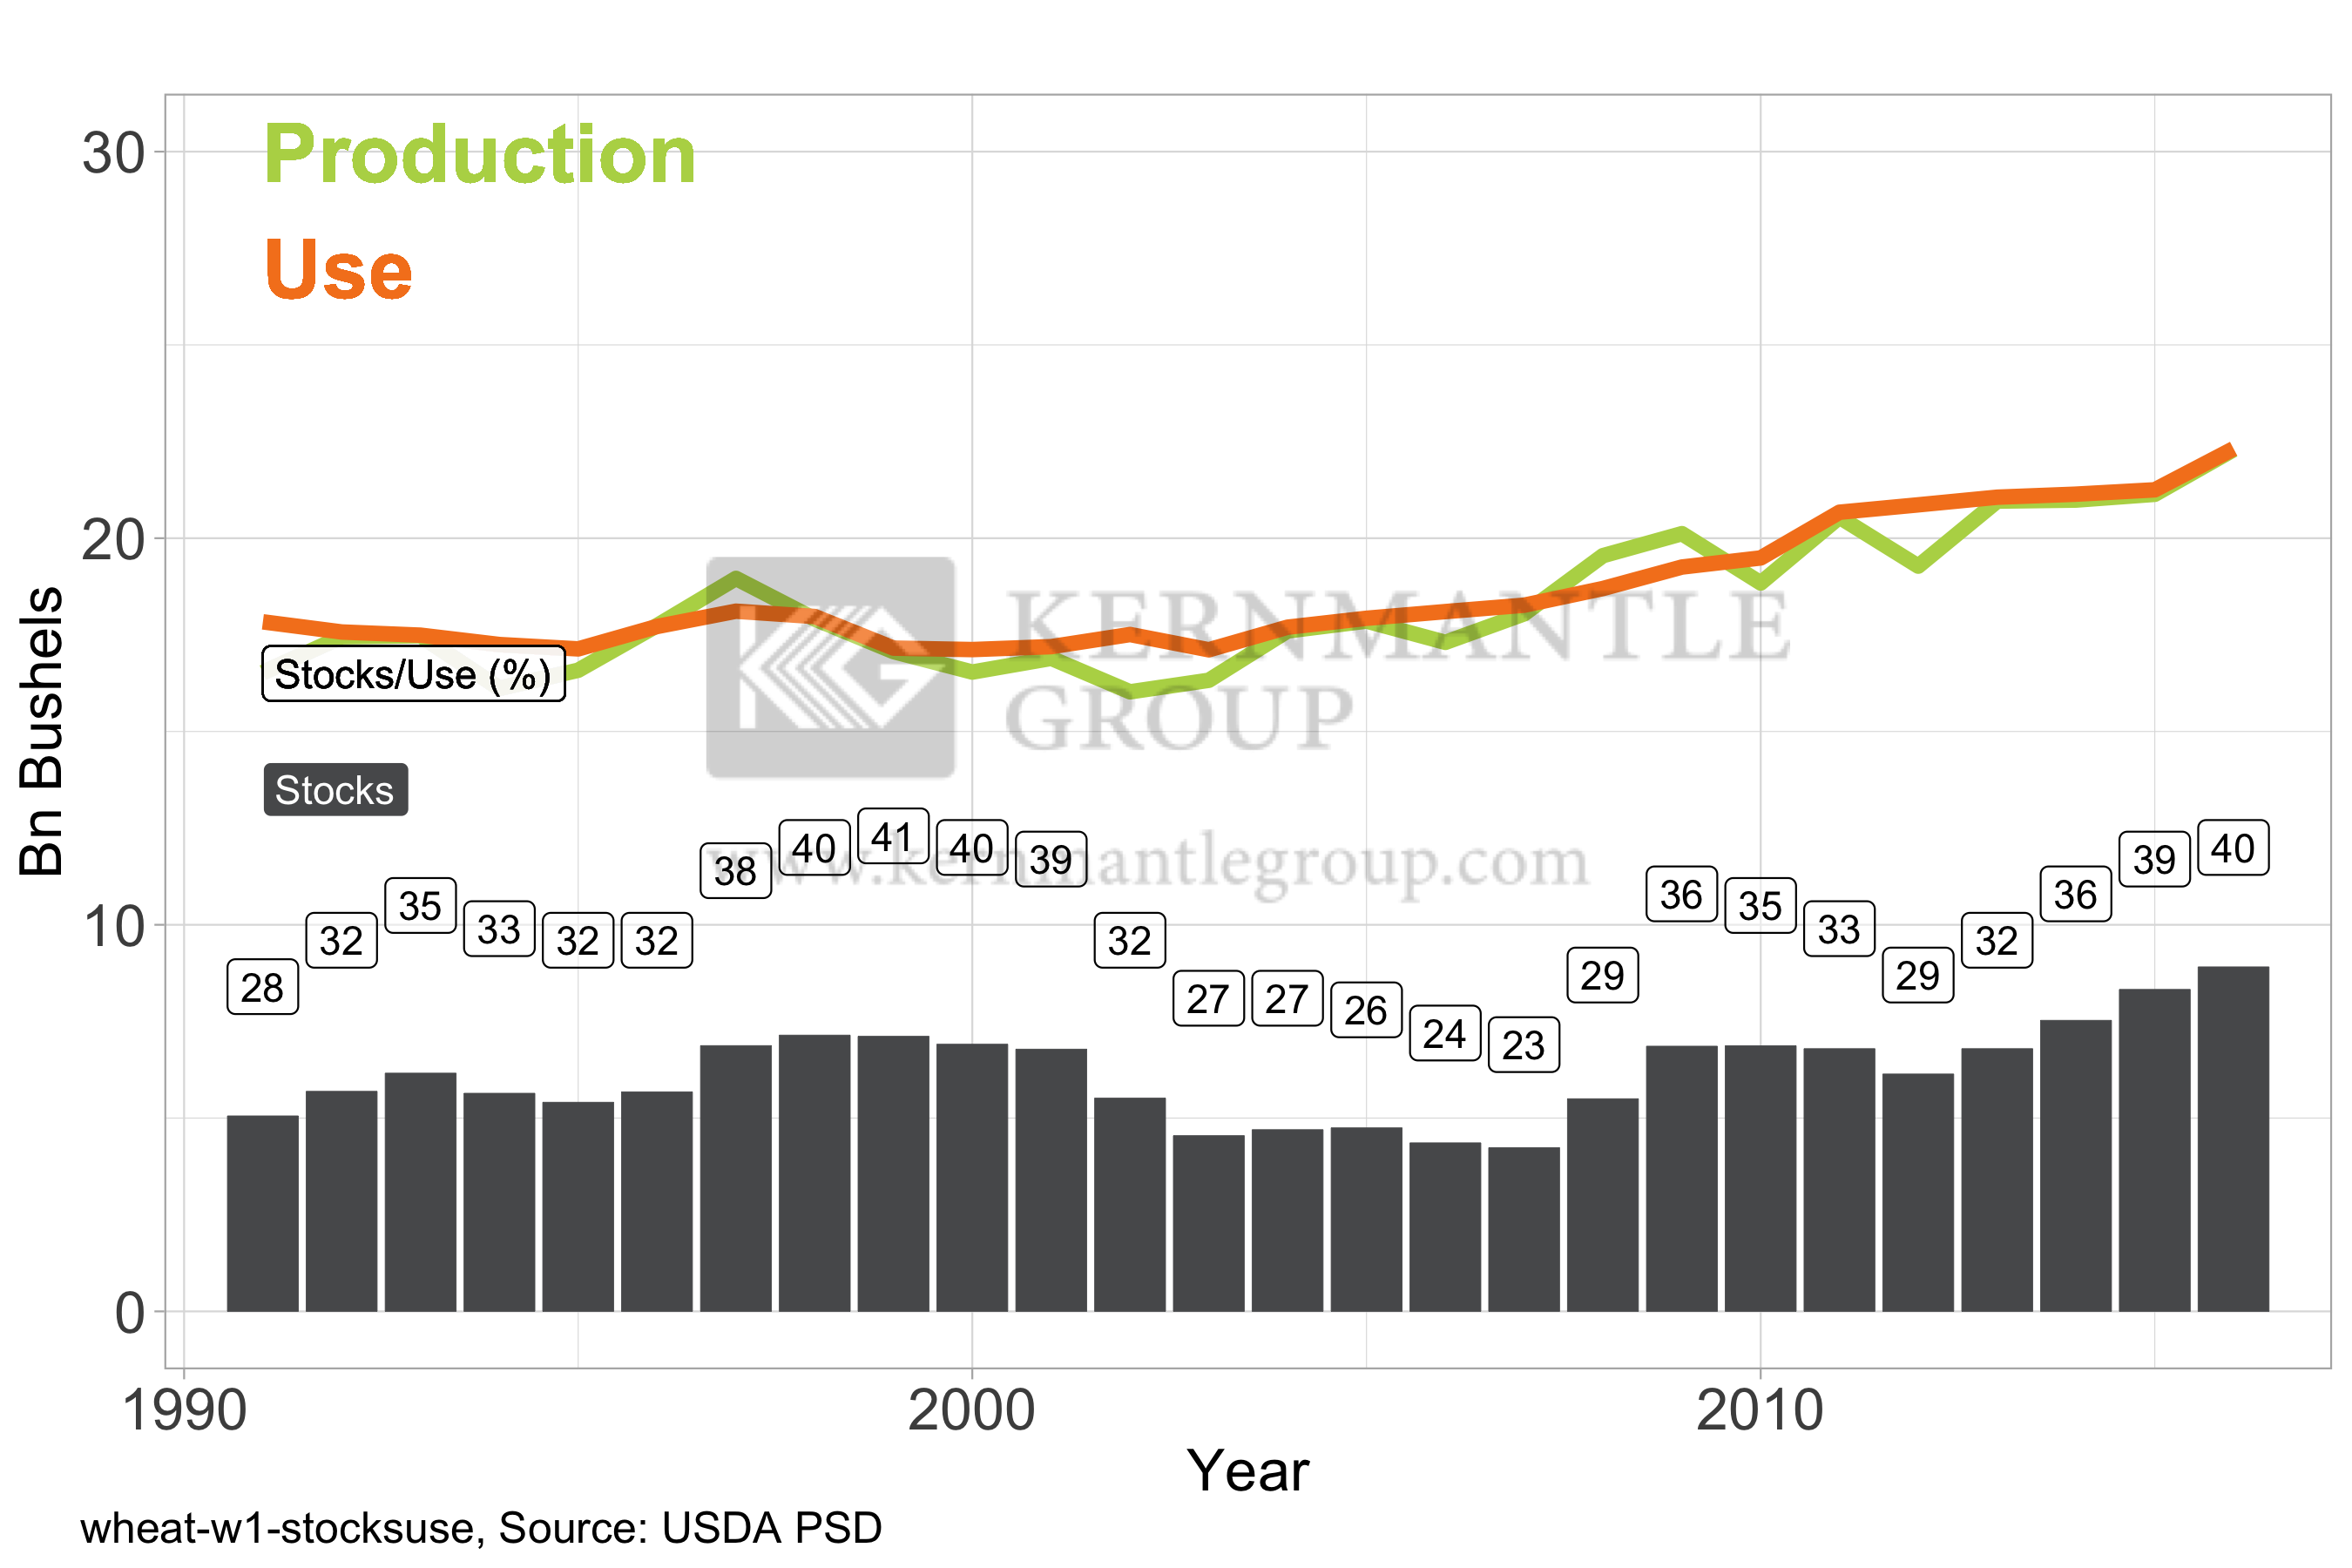 30
Production
Use
20
KERNMANTLE
GROUP
Stocks/Use (%)
Stocks
Bn Bushels
www.kernmantlegroup.com
28 32 35 33 32 32 38 40 41 40 39 32 27 27 26 24 23 29 36 35 33 29 32 36 39 40
10
0
1990 2000 2010
Year
wheat-w1-stocksuse, Source: USDA PSD